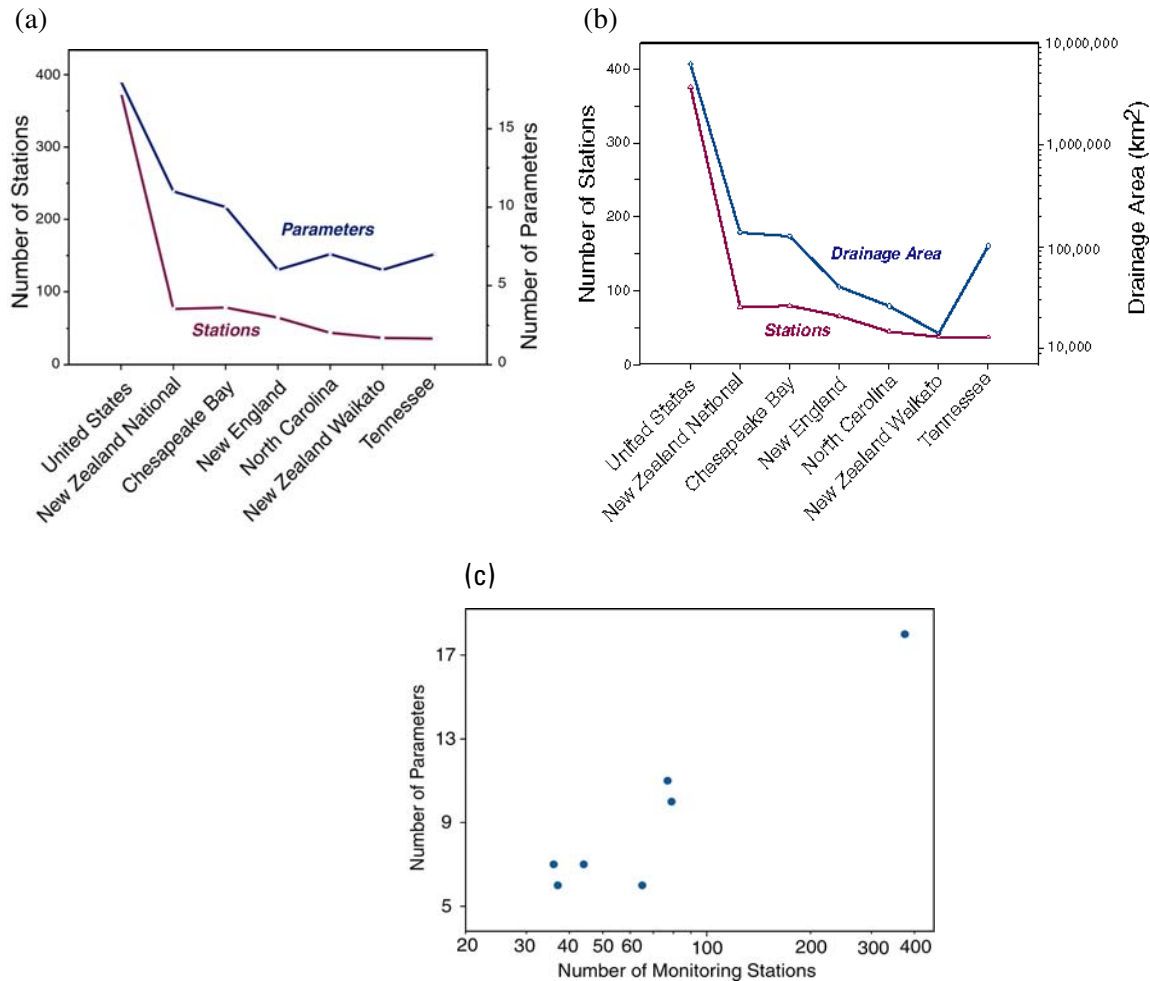 (a)
400
300
250
200
100
50
0
Number of Stations
15
10
5
0
Number of Parameters
Parameters
Stations
United States
New Zealand National
Chesapeake Bay
New England
North Carolina
New Zealand Waikato
Tennessee
(b)
400
300
200
100
50
0
Number of Stations
10,000,000
1,000,000
100,000
10,000
Drainage Area (km²)
Drainage Area
Stations
United States
New Zealand National
Chesapeake Bay
New England
North Carolina
New Zealand Waikato
Tennessee
(c)
17
13
9
5
Number of Parameters
20 30 40 50 60 100 200 300 400
Number of Monitoring Stations